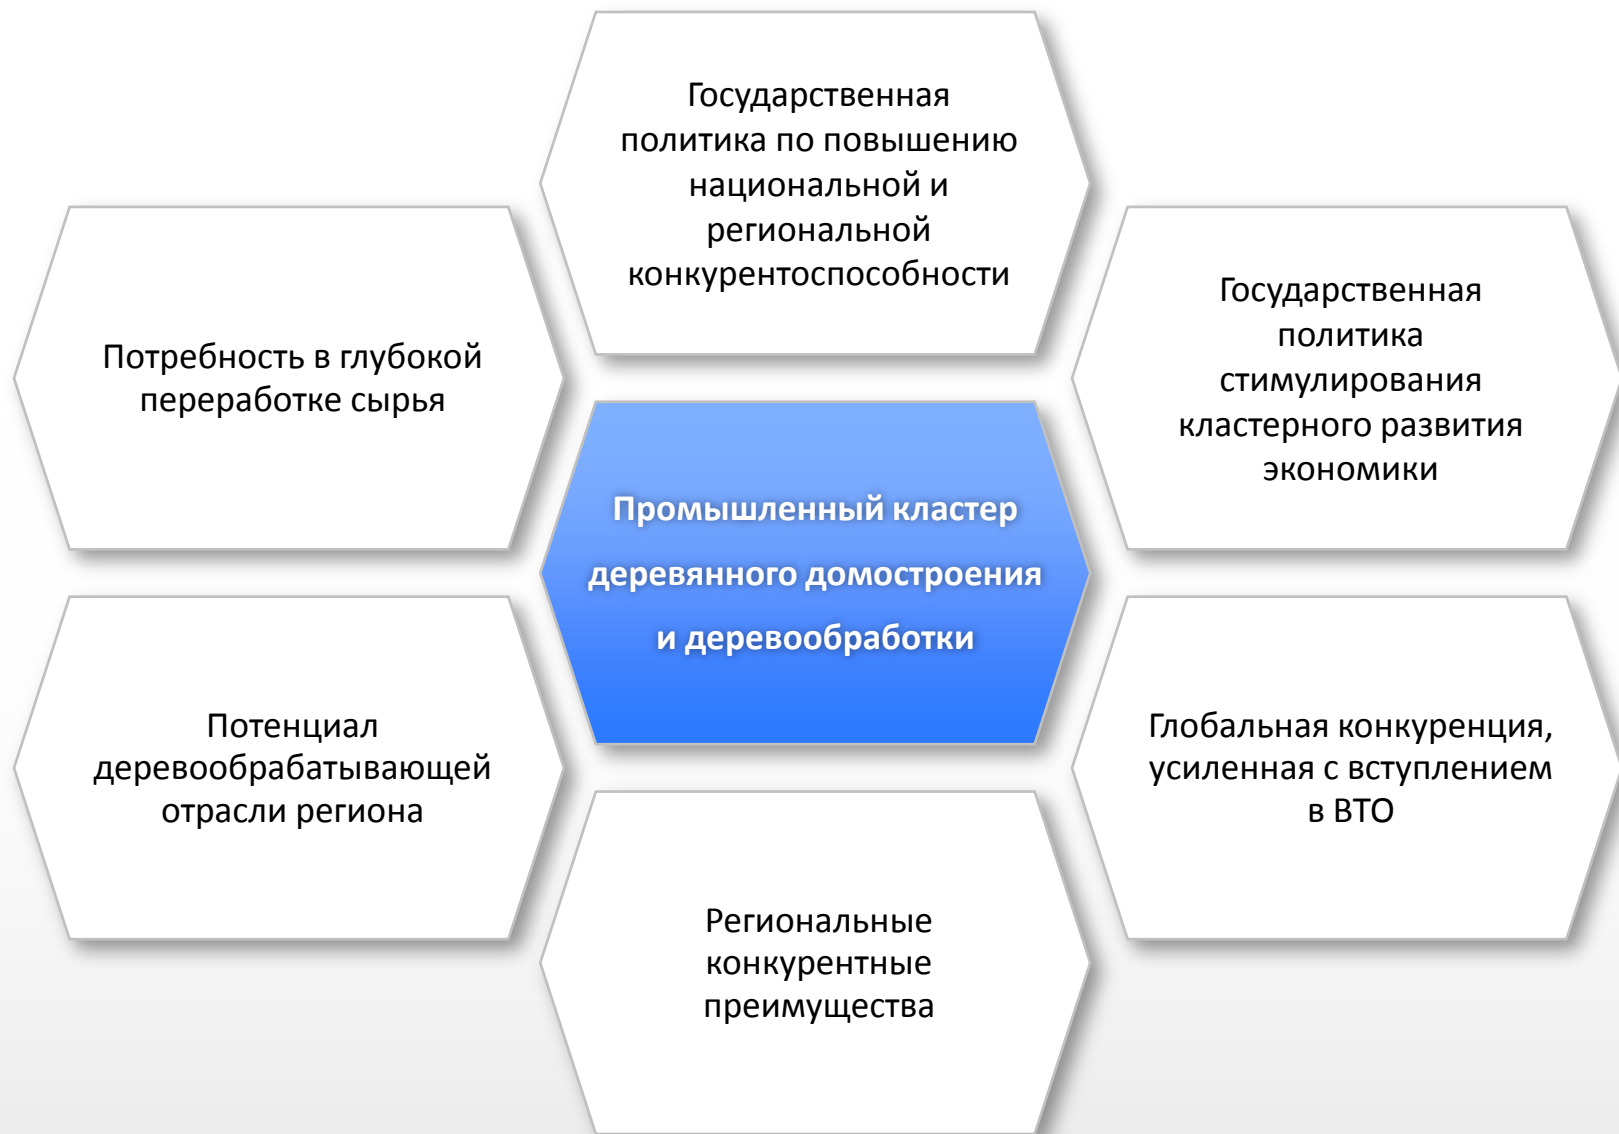 Государственная
политика по повышению
национальной и
региональной
конкурентоспособности
Потребность в глубокой
переработке сырья
Государственная
политика
стимулирования
кластерного развития
экономики
Промышленный кластер
деревянного домостроения
и деревообработки
Потенциал
деревообрабатывающей
отрасли региона
Глобальная конкуренция,
усиленная с вступлением
в ВТО
Региональные
конкурентные
преимущества